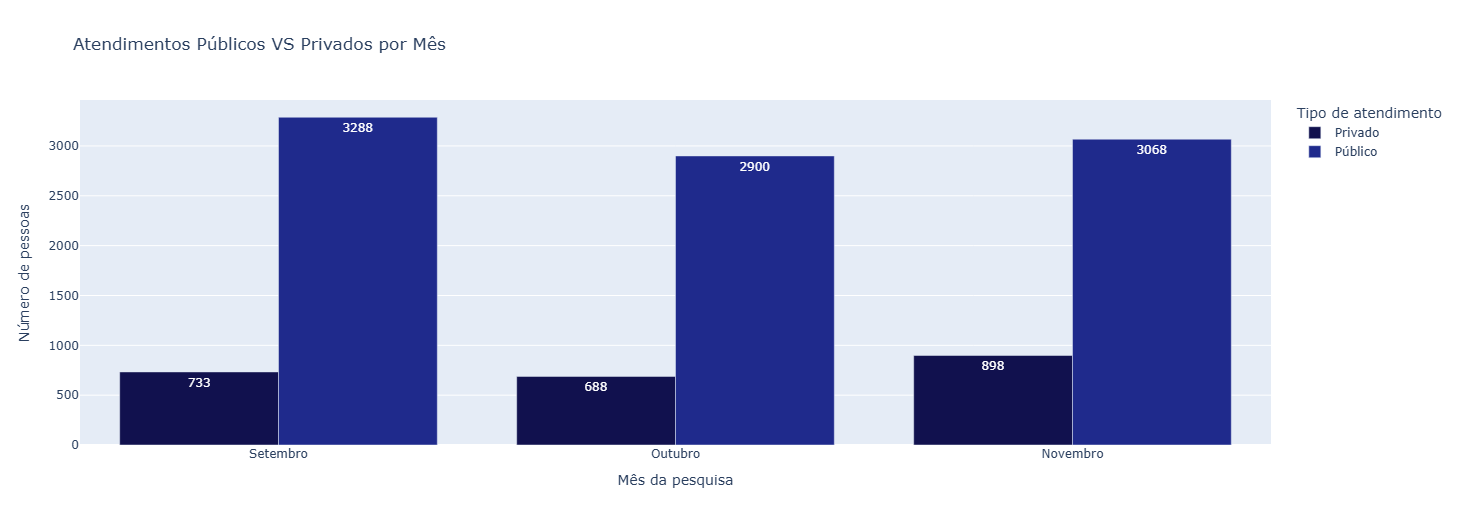 Atendimentos Públicos VS Privados por Mês
Tipo de atendimento
Privado
Público
Número de pessoas
3000
2500
2000
1500
1000
500
0
733
3288
688
2900
898
3068
Setembro
Outubro
Novembro
Mês da pesquisa